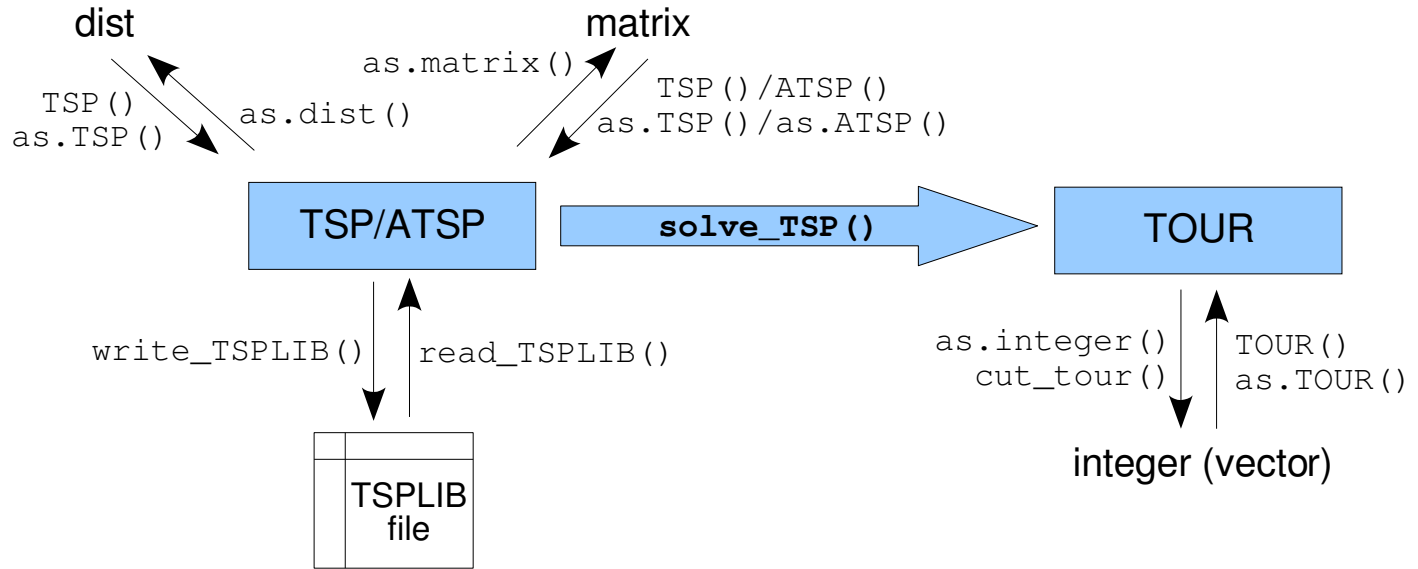 dist
matrix
as.matrix()
TSP()
as.TSP()
as.dist()
TSP()/ATSP()
as.TSP()/as.ATSP()
TSP/ATSP
solve_TSP()
TOUR
write_TSPLIB()
read_TSPLIB()
as.integer()
cut_tour()
TOUR()
as.TOUR()
TSPLIB
file
integer (vector)